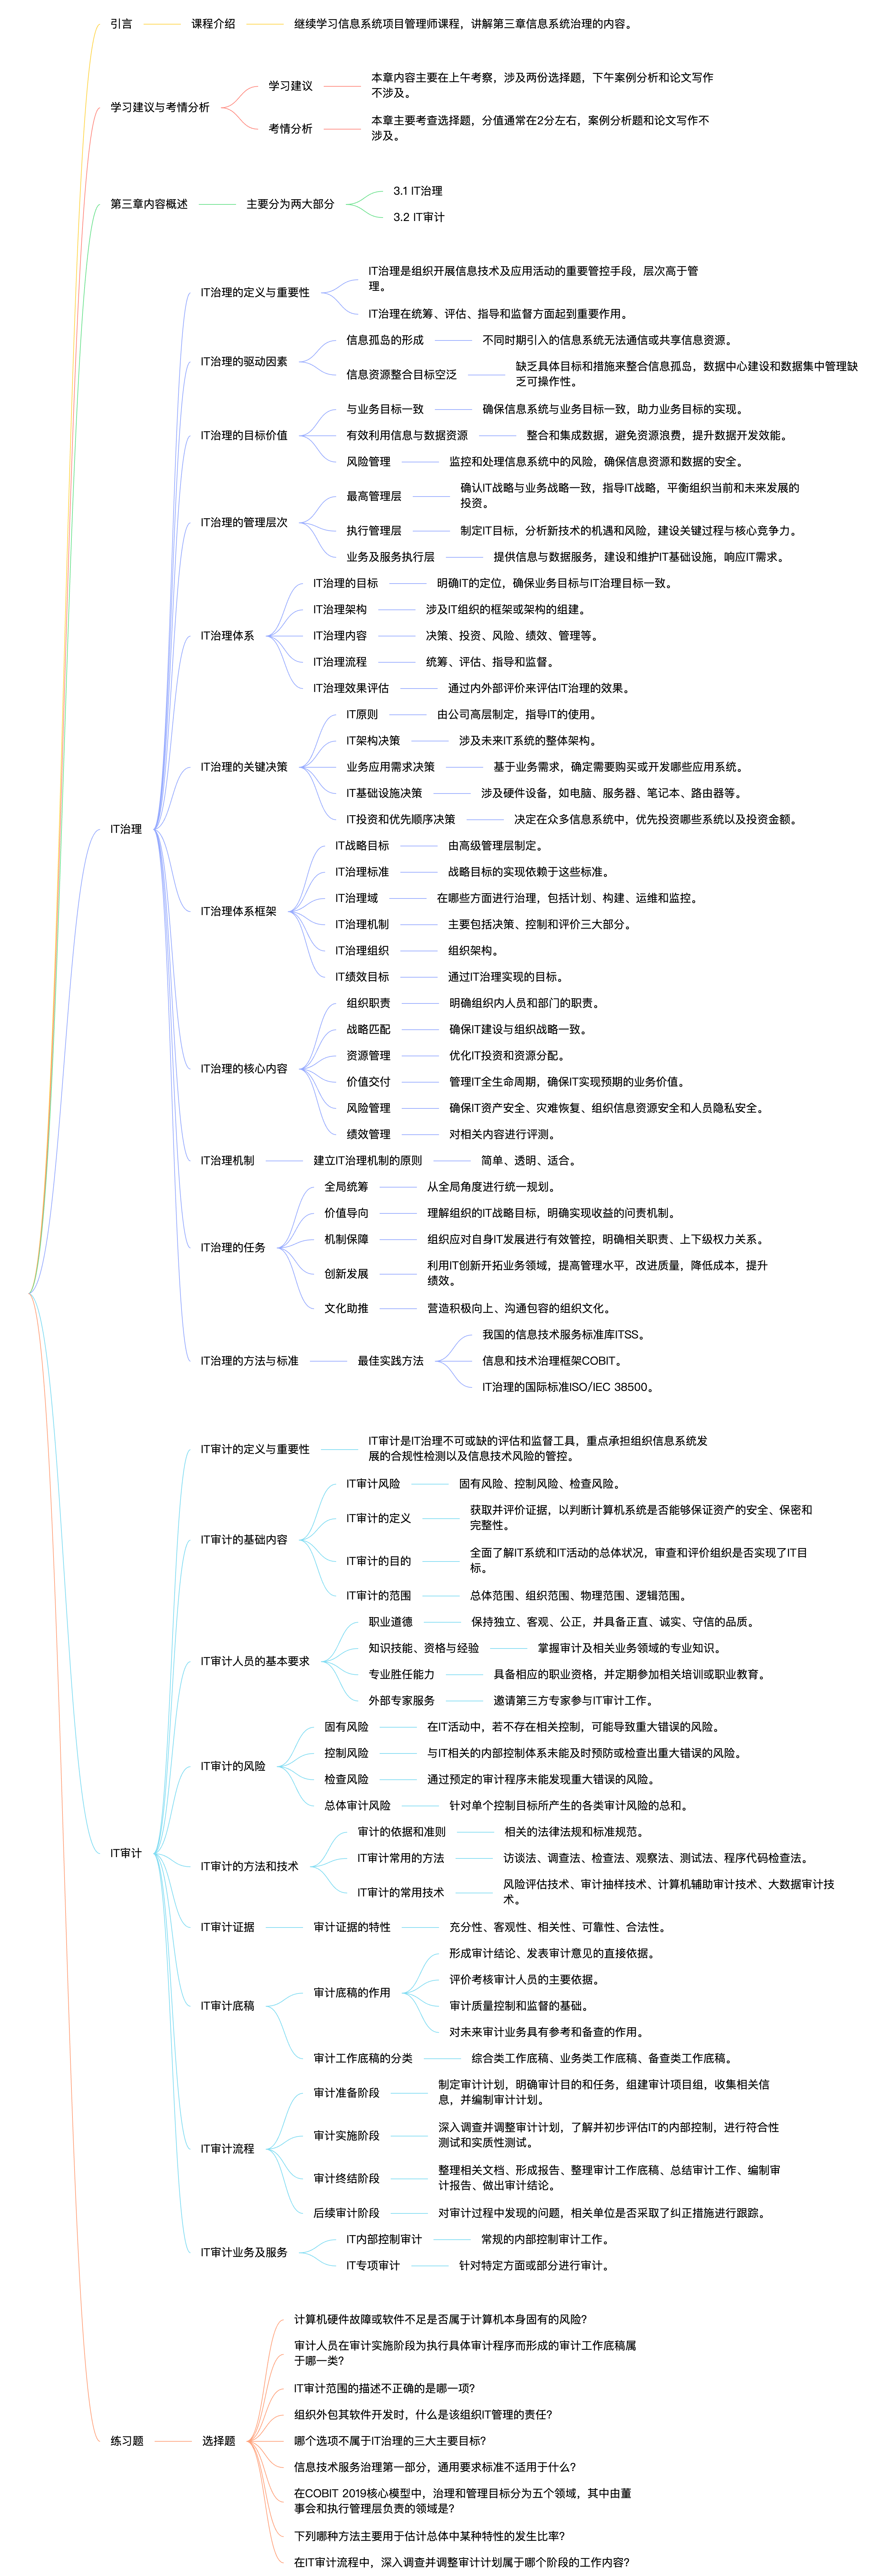 引言
课程介绍
继续学习信息系统项目管理师课程，讲解第三章信息系统治理的内容。
学习建议与考情分析
学习建议
本章内容主要在上午考察，涉及两份选择题，下午案例分析和论文写作
不涉及。
考情分析
本章主要考查选择题，分值通常在2分左右，案例分析题和论文写作不
涉及。
第三章内容概述
主要分为两大部分
3.1 IT治理
3.2 IT审计
IT治理
IT治理的定义与重要性
IT治理是组织开展信息技术及应用活动的重要管控手段，层次高于管
理。
IT治理在统筹、评估、指导和监督方面起到重要作用。
IT治理的驱动因素
信息孤岛的形成
不同时期引入的信息系统无法通信或共享信息资源。
信息资源整合目标空泛
缺乏具体目标和措施来整合信息孤岛，数据中心建设和数据集中管理缺
乏可操作性。
IT治理的目标价值
与业务目标一致
确保信息系统与业务目标一致，助力业务目标的实现。
有效利用信息与数据资源
整合和集成数据，避免资源浪费，提升数据开发效能。
风险管理
监控和处理信息系统中的风险，确保信息资源和数据的安全。
IT治理的管理层次
最高管理层
确认IT战略与业务战略一致，指导IT战略，平衡组织当前和未来发展的
投资。
执行管理层
制定IT目标，分析新技术的机遇和风险，建设关键过程与核心竞争力。
业务及服务执行层
提供信息与数据服务，建设和维护IT基础设施，响应IT需求。
IT治理体系
IT治理的目标
明确IT的定位，确保业务目标与IT治理目标一致。
IT治理架构
涉及IT组织的框架或架构的组建。
IT治理内容
决策、投资、风险、绩效、管理等。
IT治理流程
统筹、评估、指导和监督。
IT治理效果评估
通过内外部评价来评估IT治理的效果。
IT治理的关键决策
IT原则
由公司高层制定，指导IT的使用。
IT架构决策
涉及未来IT系统的整体架构。
业务应用需求决策
基于业务需求，确定需要购买或开发哪些应用系统。
IT基础设施决策
涉及硬件设备，如电脑、服务器、笔记本、路由器等。
IT投资和优先顺序决策
决定在众多信息系统中，优先投资哪些系统以及投资金额。
IT治理体系框架
IT战略目标
由高级管理层制定。
IT治理标准
战略目标的实现依赖于这些标准。
IT治理域
在哪些方面进行治理，包括计划、构建、运维和监控。
IT治理机制
主要包括决策、控制和评价三大部分。
IT治理组织
组织架构。
IT绩效目标
通过IT治理实现的目标。
IT治理的核心内容
组织职责
明确组织内人员和部门的职责。
战略匹配
确保IT建设与组织战略一致。
资源管理
优化IT投资和资源分配。
价值交付
管理IT全生命周期，确保IT实现预期的业务价值。
风险管理
确保IT资产安全、灾难恢复、组织信息资源安全和人员隐私安全。
绩效管理
对相关内容进行评测。
IT治理机制
建立IT治理机制的原则
简单、透明、适合。
IT治理的任务
全局统筹
从全局角度进行统一规划。
价值导向
理解组织的IT战略目标，明确实现收益的问责机制。
机制保障
组织应对自身IT发展进行有效管控，明确相关职责、上下级权力关系。
创新发展
利用IT创新开拓业务领域，提高管理水平，改进质量，降低成本，提升
绩效。
文化助推
营造积极向上、沟通包容的组织文化。
IT治理的方法与标准
最佳实践方法
我国的信息技术服务标准库ITSS。
信息和技术治理框架COBIT。
IT治理的国际标准ISO/IEC 38500。
IT审计
IT审计的定义与重要性
IT审计是IT治理不可或缺的评估和监督工具，重点承担组织信息系统发
展的合规性检测以及信息技术风险的管控。
IT审计的基础内容
IT审计风险
固有风险、控制风险、检查风险。
IT审计的定义
获取并评价证据，以判断计算机系统是否能够保证资产的安全、保密和
完整性。
IT审计的目的
全面了解IT系统和IT活动的总体状况，审查和评价组织是否实现了IT目
标。
IT审计的范围
总体范围、组织范围、物理范围、逻辑范围。
IT审计人员的基本要求
职业道德
保持独立、客观、公正，并具备正直、诚实、守信的品质。
知识技能、资格与经验
掌握审计及相关业务领域的专业知识。
专业胜任能力
具备相应的职业资格，并定期参加相关培训或职业教育。
外部专家服务
邀请第三方专家参与IT审计工作。
IT审计的风险
固有风险
在IT活动中，若不存在相关控制，可能导致重大错误的风险。
控制风险
与IT相关的内部控制体系未能及时预防或检查出重大错误的风险。
检查风险
通过预定的审计程序未能发现重大错误的风险。
总体审计风险
针对单个控制目标所产生的各类审计风险的总和。
IT审计的方法和技术
审计的依据和准则
相关的法律法规和标准规范。
IT审计常用的方法
访谈法、调查法、检查法、观察法、测试法、程序代码检查法。
IT审计的常用技术
风险评估技术、审计抽样技术、计算机辅助审计技术、大数据审计技
术。
IT审计证据
审计证据的特性
充分性、客观性、相关性、可靠性、合法性。
IT审计底稿
审计底稿的作用
形成审计结论、发表审计意见的直接依据。
评价考核审计人员的主要依据。
审计质量控制和监督的基础。
对未来审计业务具有参考和备查的作用。
审计工作底稿的分类
综合类工作底稿、业务类工作底稿、备查类工作底稿。
IT审计流程
审计准备阶段
制定审计计划，明确审计目的和任务，组建审计项目组，收集相关信
息，并编制审计计划。
审计实施阶段
深入调查并调整审计计划，了解并初步评估IT的内部控制，进行符合性
测试和实质性测试。
审计终结阶段
整理相关文档、形成报告、整理审计工作底稿、总结审计工作、编制审
计报告、做出审计结论。
后续审计阶段
对审计过程中发现的问题，相关单位是否采取了纠正措施进行跟踪。
IT审计业务及服务
IT内部控制审计
常规的内部控制审计工作。
IT专项审计
针对特定方面或部分进行审计。
练习题
选择题
计算机硬件故障或软件不足是否属于计算机本身固有的风险？
审计人员在审计实施阶段为执行具体审计程序而形成的审计工作底稿属
于哪一类？
IT审计范围的描述不正确的是哪一项？
组织外包其软件开发时，什么是该组织IT管理的责任？
哪个选项不属于IT治理的三大主要目标？
信息技术服务治理第一部分，通用要求标准不适用于什么？
在COBIT 2019核心模型中，治理和管理目标分为五个领域，其中由董
事会和执行管理层负责的领域是？
下列哪种方法主要用于估计总体中某种特性的发生比率？
在IT审计流程中，深入调查并调整审计计划属于哪个阶段的工作内容？